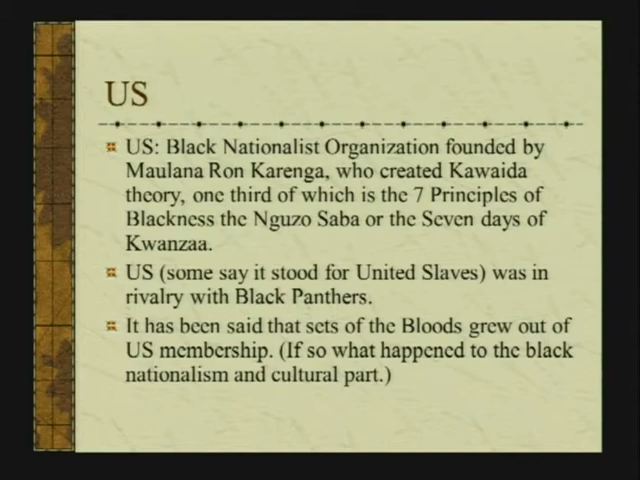 US
US: Black Nationalist Organization founded by
Maulana Ron Karenga, who created Kawaida
theory, one third of which is the 7 Principles of
Blackness the Nguzo Saba or the Seven days of
Kwanzaa.
US (some say it stood for United Slaves) was in
rivalry with Black Panthers.
It has been said that sets of the Bloods grew out of
US membership. (If so what happened to the black
nationalism and cultural part.)